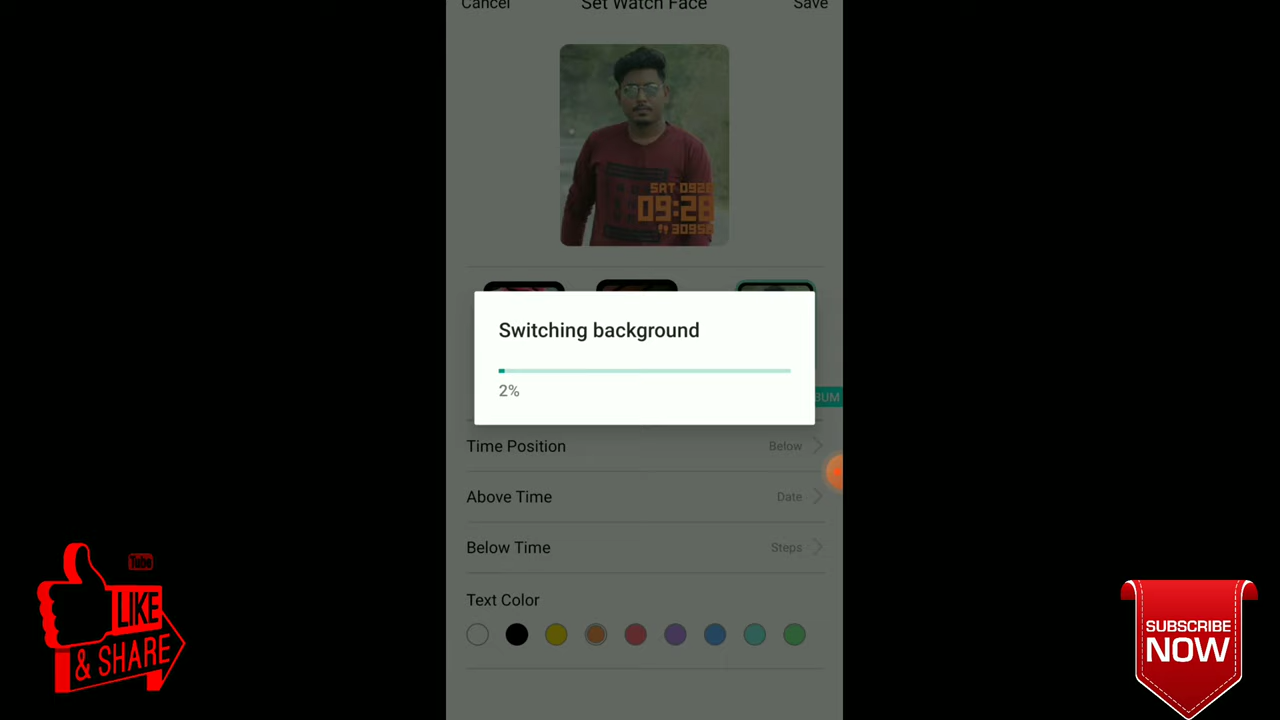 Cancel
Set Watch Face
Save
SAT 0928
09:28
30958
Switching background
2%
BUM
Time Position
Below
Above Time
Date
Below Time
Steps
Text Color
Tube
LIKE
& SHARE
SUBSCRIBE
NOW